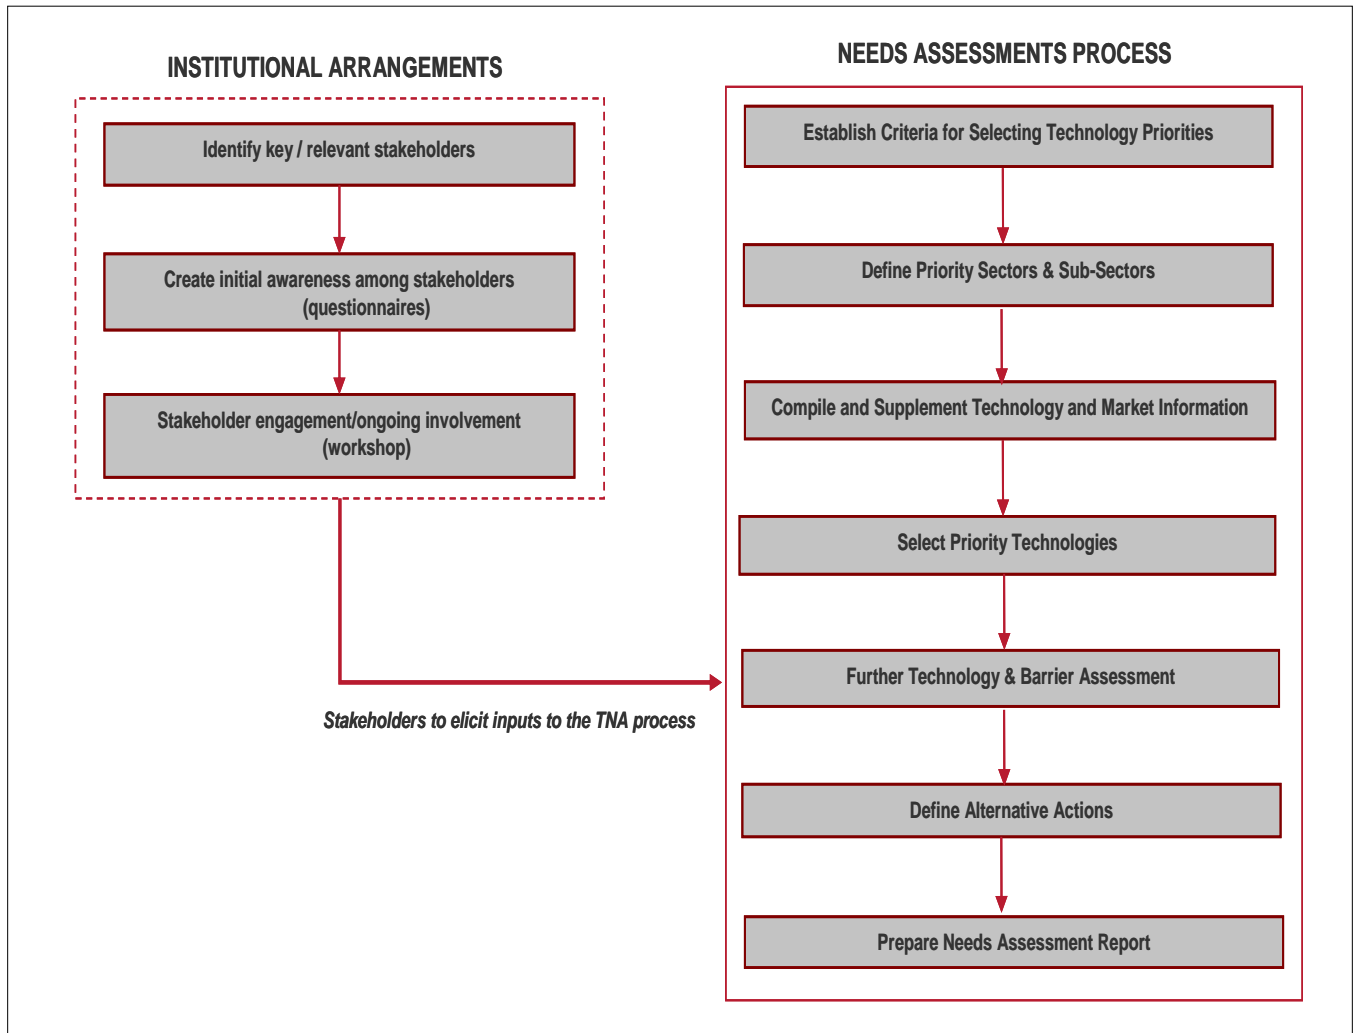 INSTITUTIONAL ARRANGEMENTS
Identify key / relevant stakeholders
Create initial awareness among stakeholders
(questionnaires)
Stakeholder engagement/ongoing involvement
(workshop)
Stakeholders to elicit inputs to the TNA process
NEEDS ASSESSMENTS PROCESS
Establish Criteria for Selecting Technology Priorities
Define Priority Sectors & Sub-Sectors
Compile and Supplement Technology and Market Information
Select Priority Technologies
Further Technology & Barrier Assessment
Define Alternative Actions
Prepare Needs Assessment Report